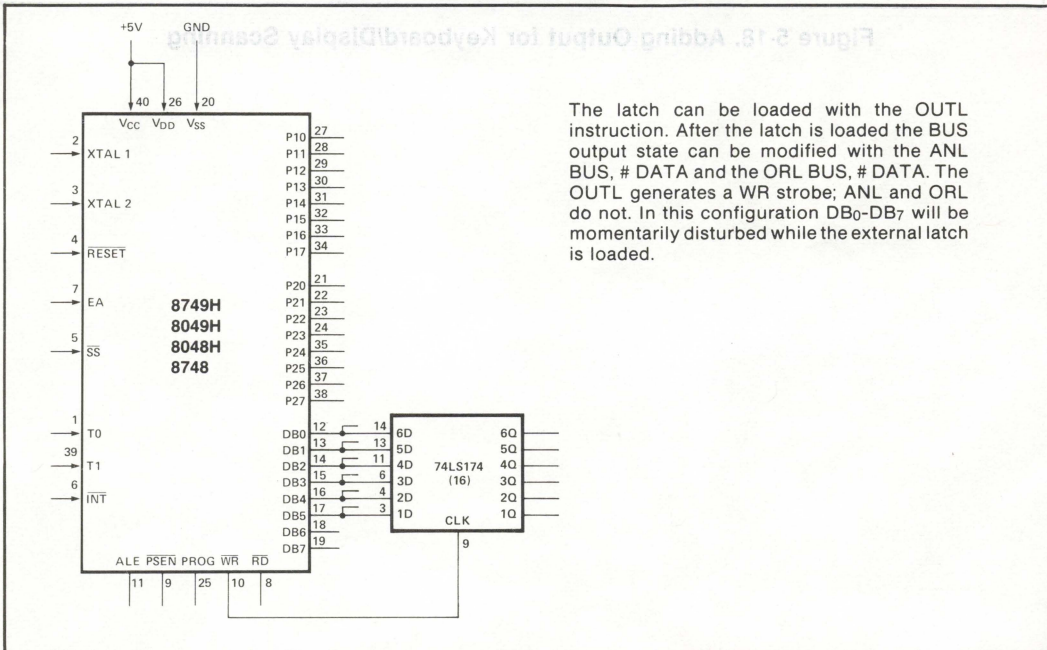 Figure 5-18. Adding Output for Keyboard/Display Scanning
+5V GND
40 26 20
VCC VDD VSS
2 XTAL 1
3 XTAL 2
4 RESET
7 EA
5 SS
1 T0
39 T1
6 INT
8749H
8049H
8048H
8748
P10 27
P11 28
P12 29
P13 30
P14 31
P15 32
P16 33
P17 34
P20 21
P21 22
P22 23
P23 24
P24 35
P25 36
P26 37
P27 38
DB0 12
DB1 13
DB2 14
DB3 15
DB4 16
DB5 17
DB6 18
DB7 19
ALE PSEN PROG WR RD
11 9 25 10 8
14 6D 6Q
13 5D 5Q
11 4D 4Q
6 3D 3Q
4 2D 2Q
3 1D 1Q
74LS174
(16)
CLK
9
The latch can be loaded with the OUTL
instruction. After the latch is loaded the BUS
output state can be modified with the ANL
BUS, # DATA and the ORL BUS, # DATA. The
OUTL generates a WR strobe; ANL and ORL
do not. In this configuration DB0-DB7 will be
momentarily disturbed while the external latch
is loaded.